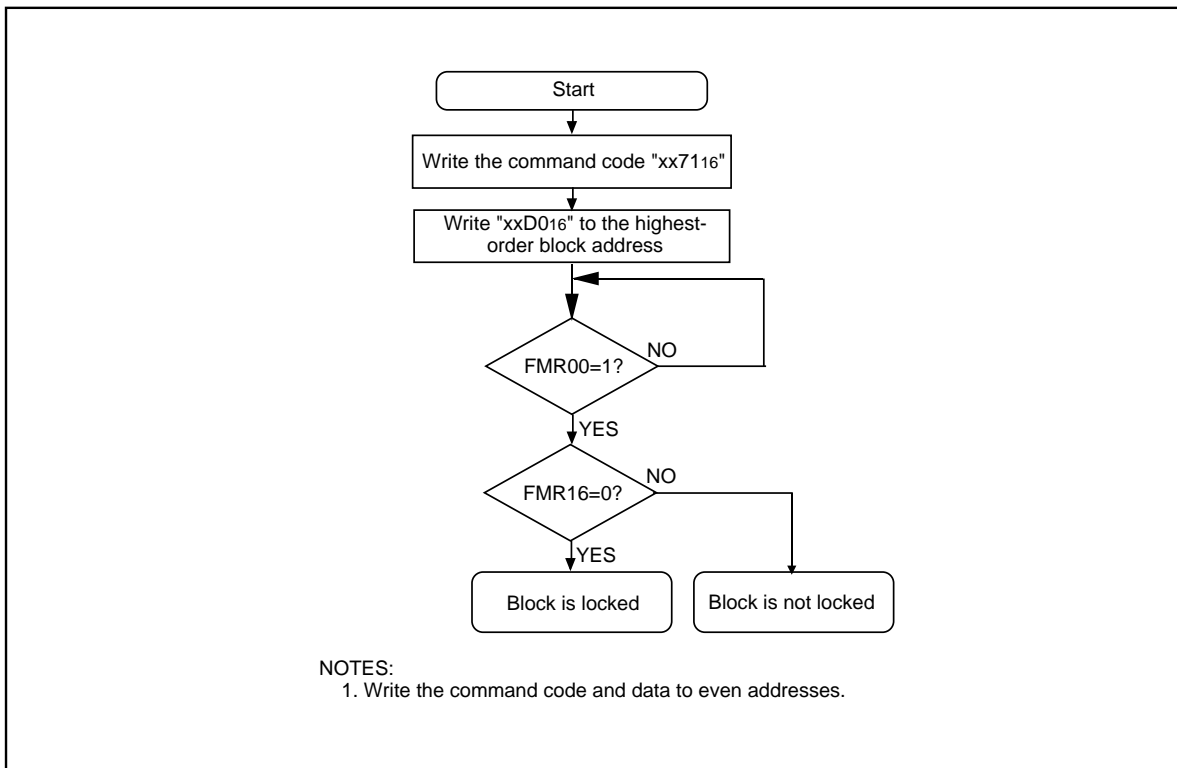 Start
Write the command code "xx7116"
Write "xxD016" to the highest-
order block address
FMR00=1?
NO
YES
FMR16=0?
NO
YES
Block is locked
Block is not locked
NOTES:
1. Write the command code and data to even addresses.